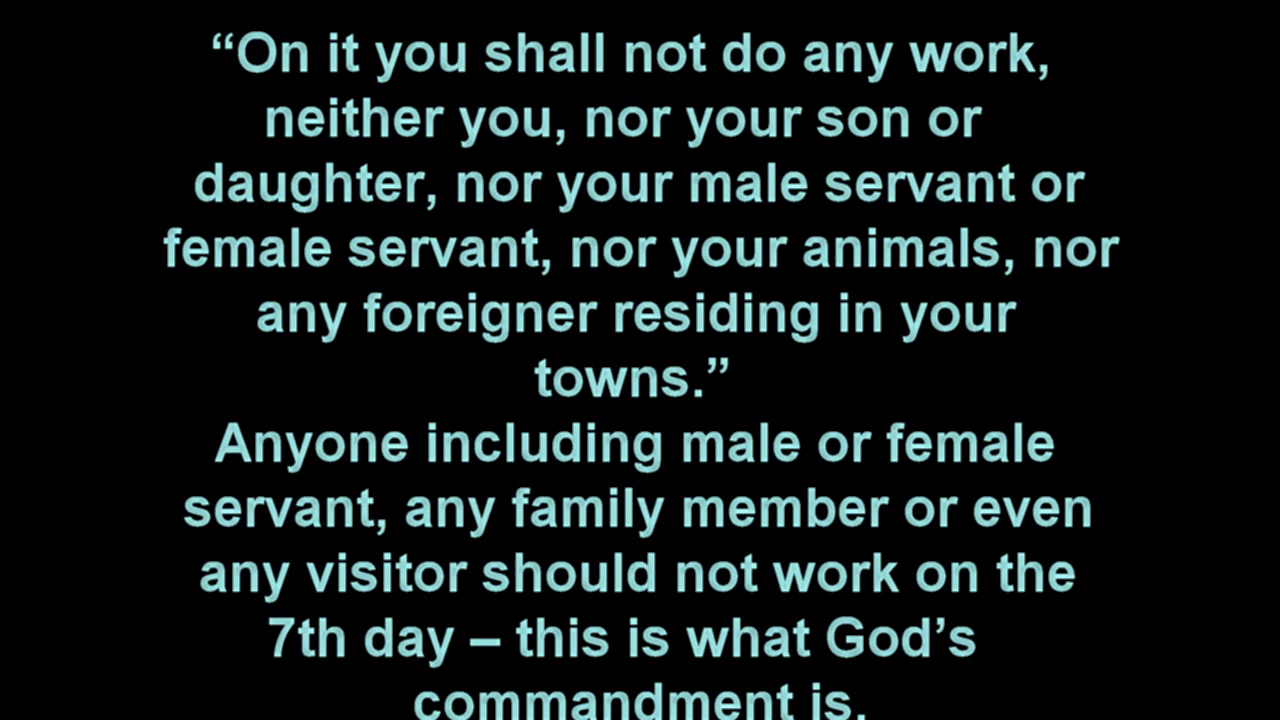 “On it you shall not do any work,
neither you, nor your son or
daughter, nor your male servant or
female servant, nor your animals, nor
any foreigner residing in your
towns.”
Anyone including male or female
servant, any family member or even
any visitor should not work on the
7th day – this is what God’s
commandment is.